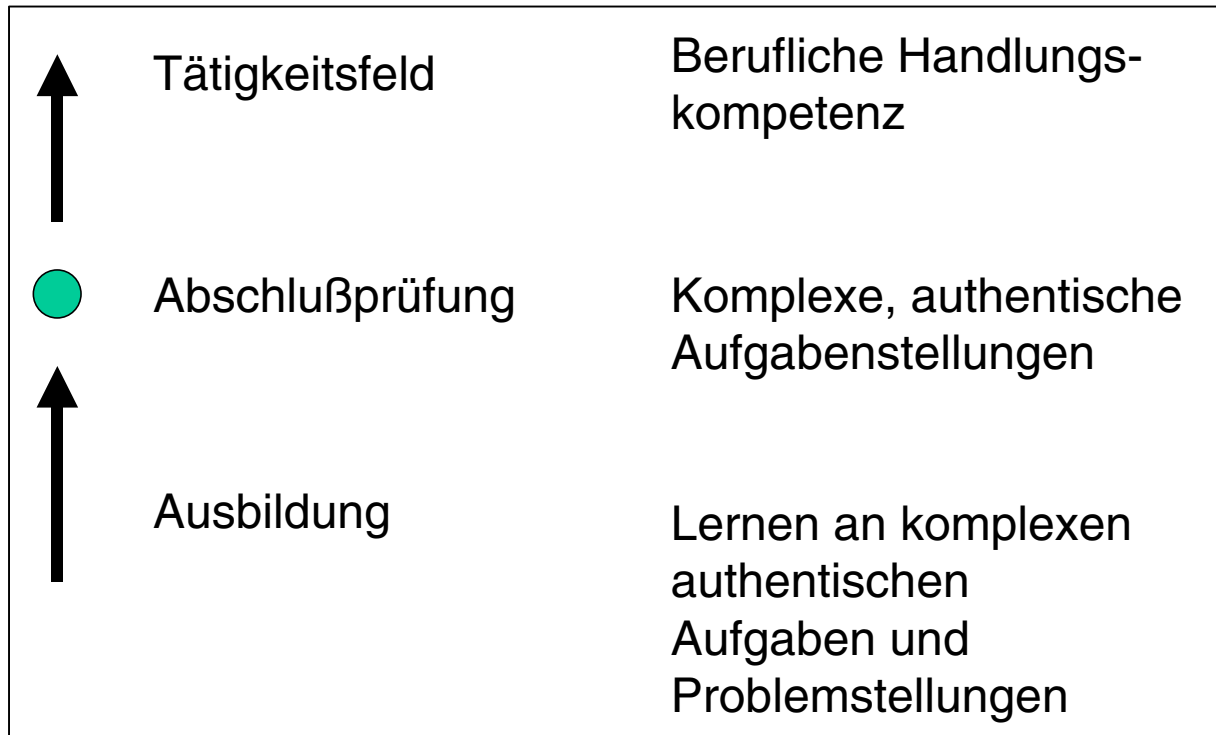 Tätigkeitsfeld
Berufliche Handlungs-
kompetenz
Abschlußprüfung
Komplexe, authentische
Aufgabenstellungen
Ausbildung
Lernen an komplexen
authentischen
Aufgaben und
Problemstellungen